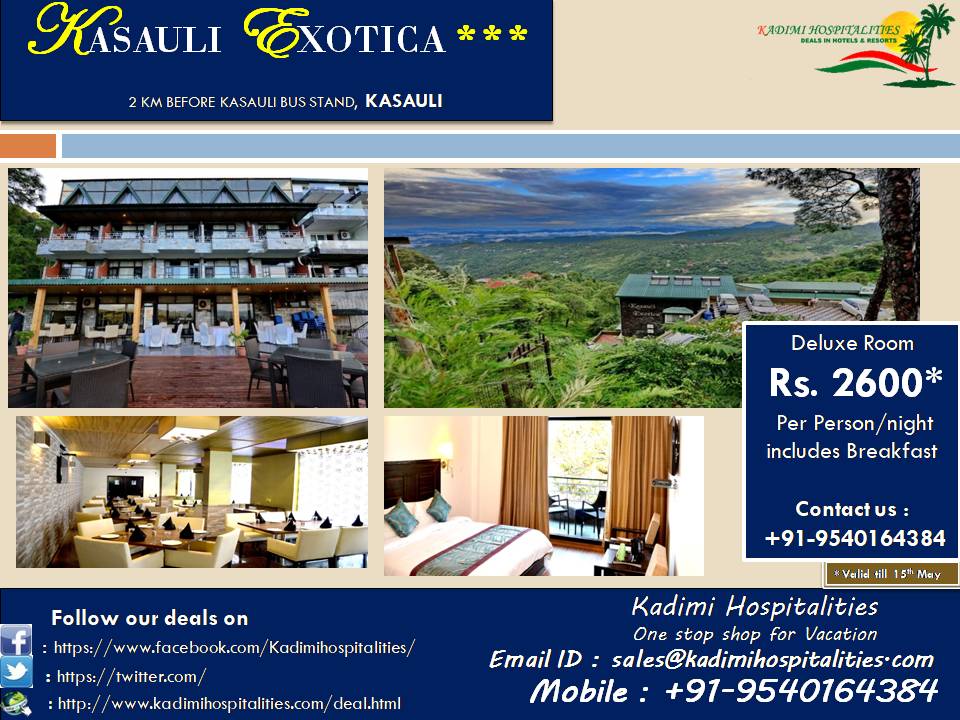 KASAULI EXOTICA ***
2 KM BEFORE KASAULI BUS STAND, KASAULI
KADIMI HOSPITALITIES
DEALS IN HOTELS & RESORTS
Kasauli
Exotica
Deluxe Room
Rs. 2600*
Per Person/night
includes Breakfast
Contact us :
+91-9540164384
* Valid till 15th May
Follow our deals on
: https://www.facebook.com/Kadimihospitalities/
: https://twitter.com/
: http://www.kadimihospitalities.com/deal.html
Kadimi Hospitalities
One stop shop for Vacation
Email ID : sales@kadimihospitalities.com
Mobile : +91-9540164384